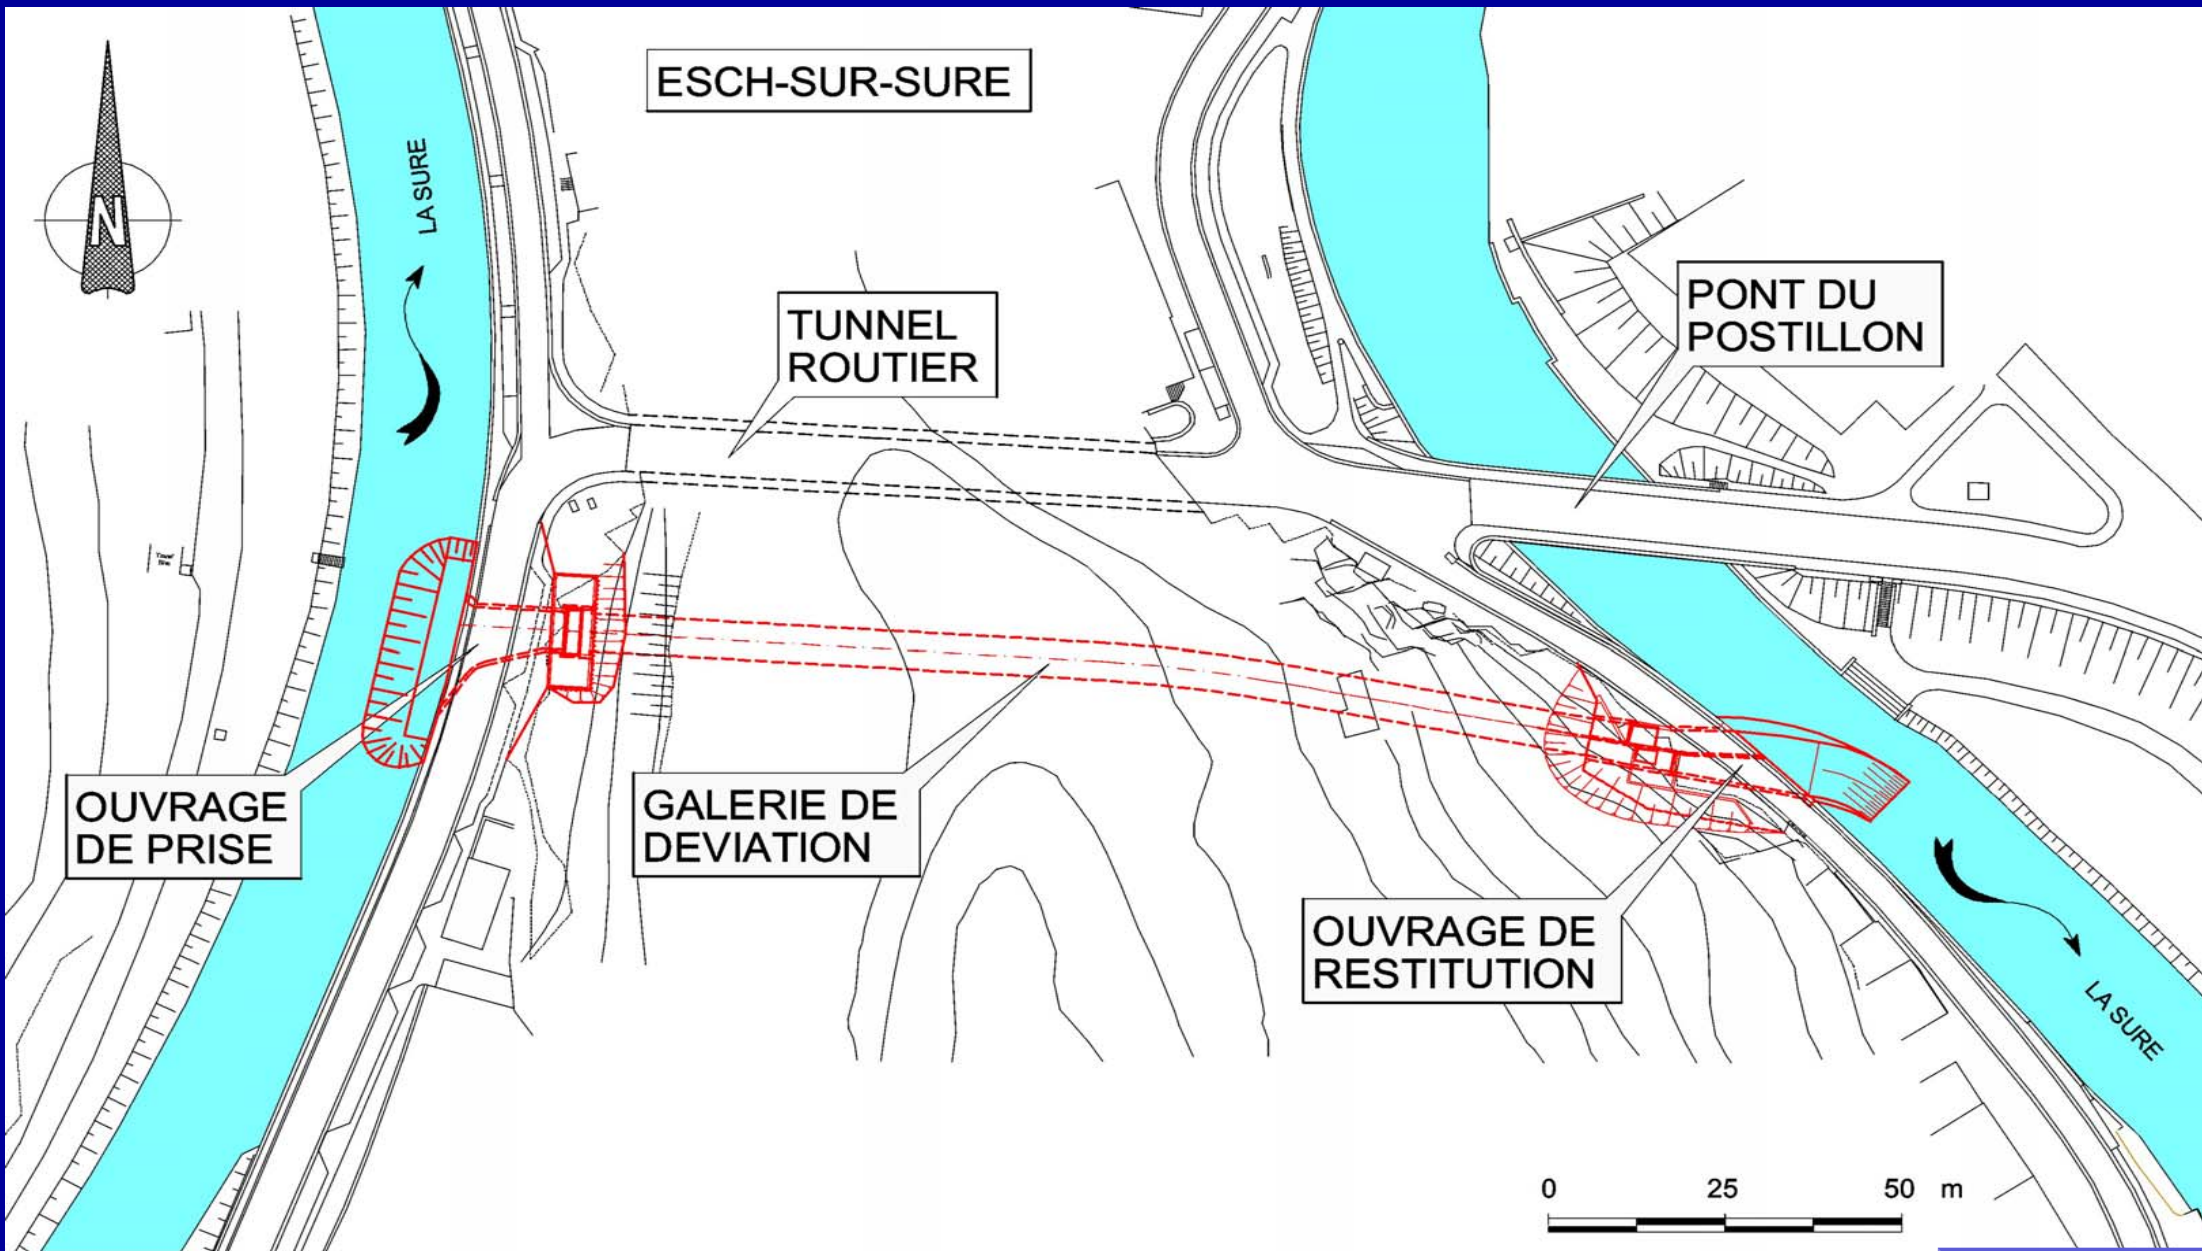 ESCH-SUR-SURE
N
LA SURE
TUNNEL
ROUTIER
PONT DU
POSTILLON
OUVRAGE
DE PRISE
GALERIE DE
DEVIATION
OUVRAGE DE
RESTITUTION
LA SURE
0 25 50 m